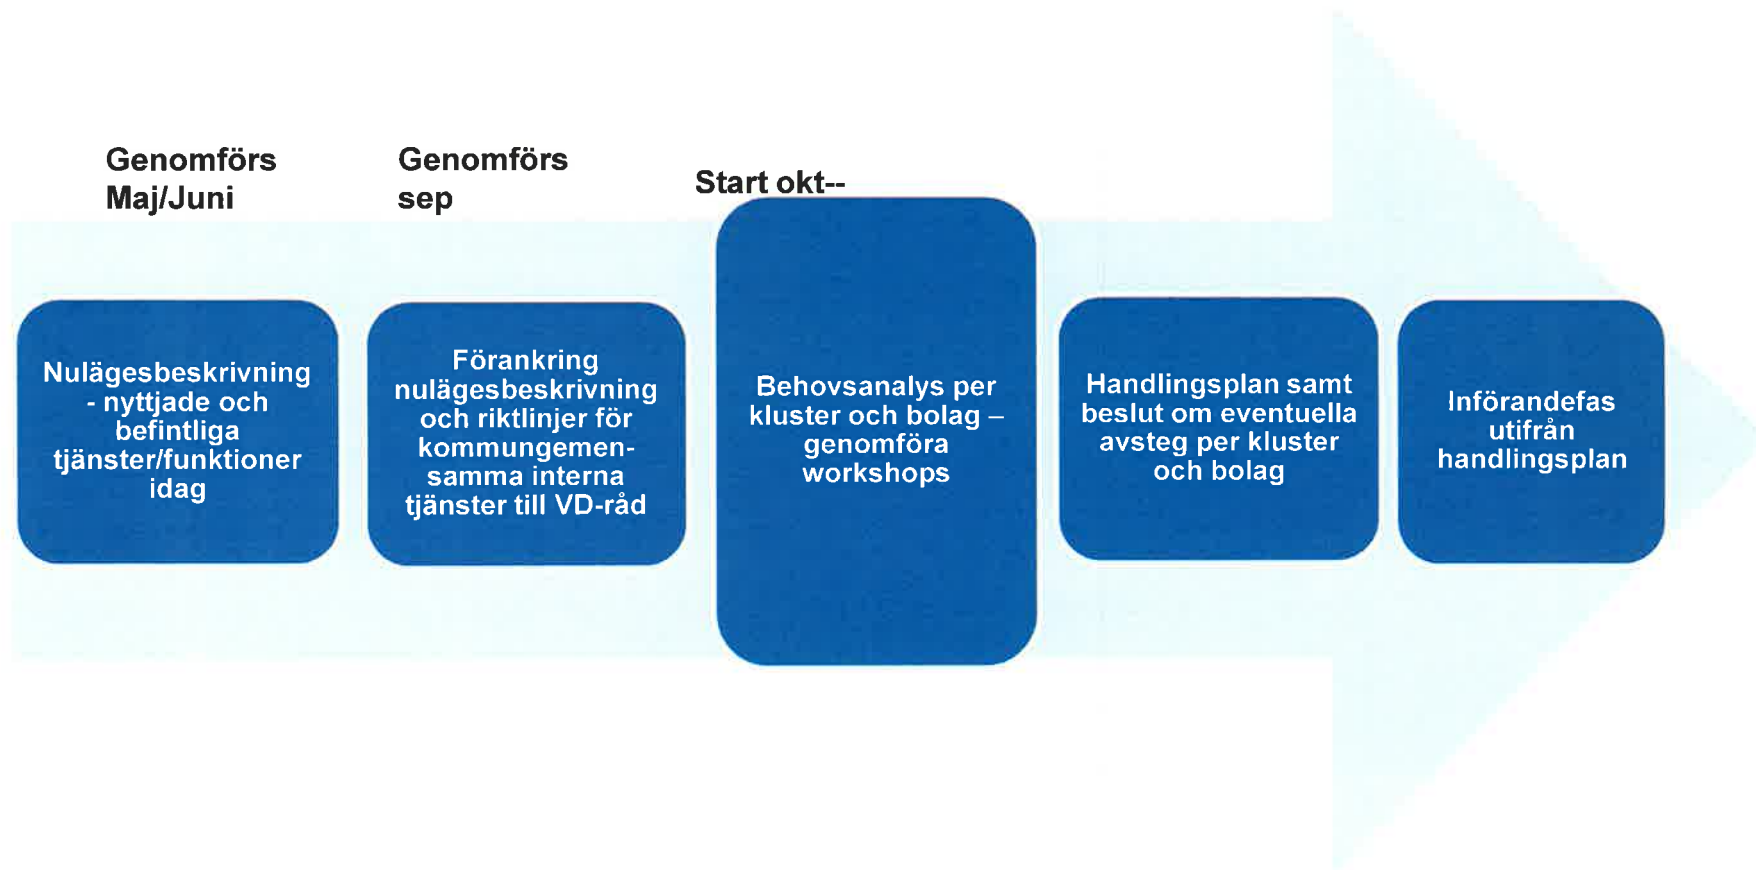 Genomförs
Maj/Juni
Genomförs
sep
Start okt--
Nulägesbeskrivning
- nyttjade och
befintliga
tjänster/funktioner
idag
Förankring
nulägesbeskrivning
och riktlinjer för
kommungemen-
samma interna
tjänster till VD-råd
Behovsanalys per
kluster och bolag –
genomföra
workshops
Handlingsplan samt
beslut om eventuella
avsteg per kluster
och bolag
Införandefas
utifrån
handlingsplan